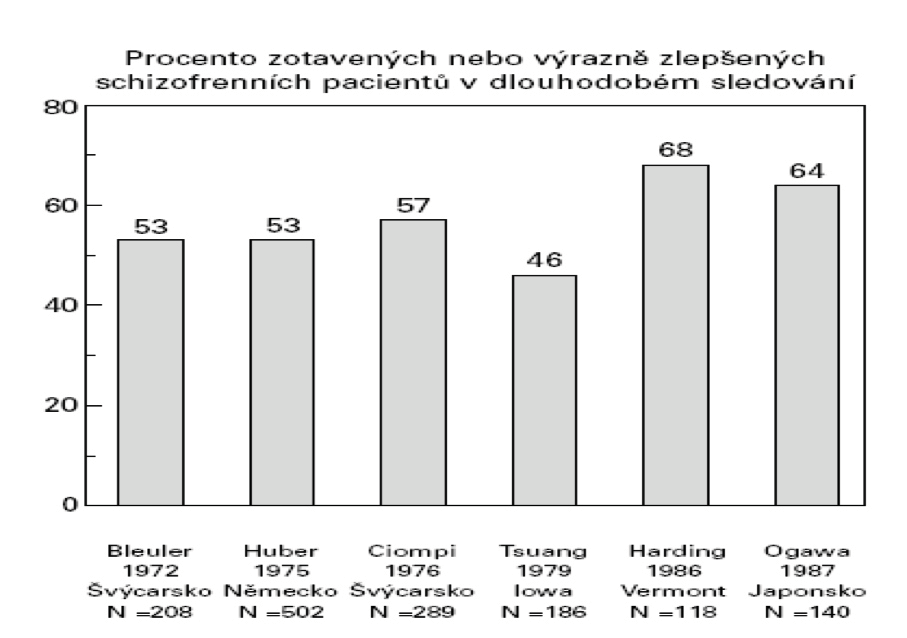 Procento zotavených nebo výrazně zlepšených
schizofrenních pacientů v dlouhodobém sledování
80
60
40
20
0
53
53
57
46
68
64
Bleuler
1972
Švýcarsko
N =208
Huber
1975
Německo
N =502
Ciompi
1976
Švýcarsko
N =289
Tsuang
1979
Iowa
N =186
Harding
1986
Vermont
N =118
Ogawa
1987
Japonsko
N =140